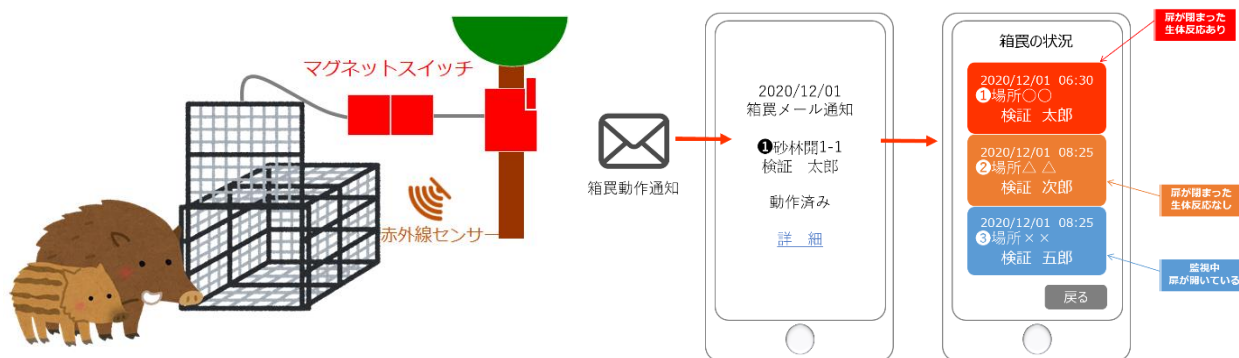 マグネットスイッチ
赤外線センサー
箱罠動作通知
2020/12/01
箱罠メール通知
❶砂林開1-1
検証　太郎
動作済み
詳　細
箱罠の状況
2020/12/01 06:30
❶場所○○
検証 太郎
2020/12/01 08:25
❷場所△ △
検証 次郎
2020/12/01 08:25
❸場所××
検証 五郎
戻る
扉が閉まった
生体反応あり
扉が閉まった
生体反応なし
監視中
扉が開いている